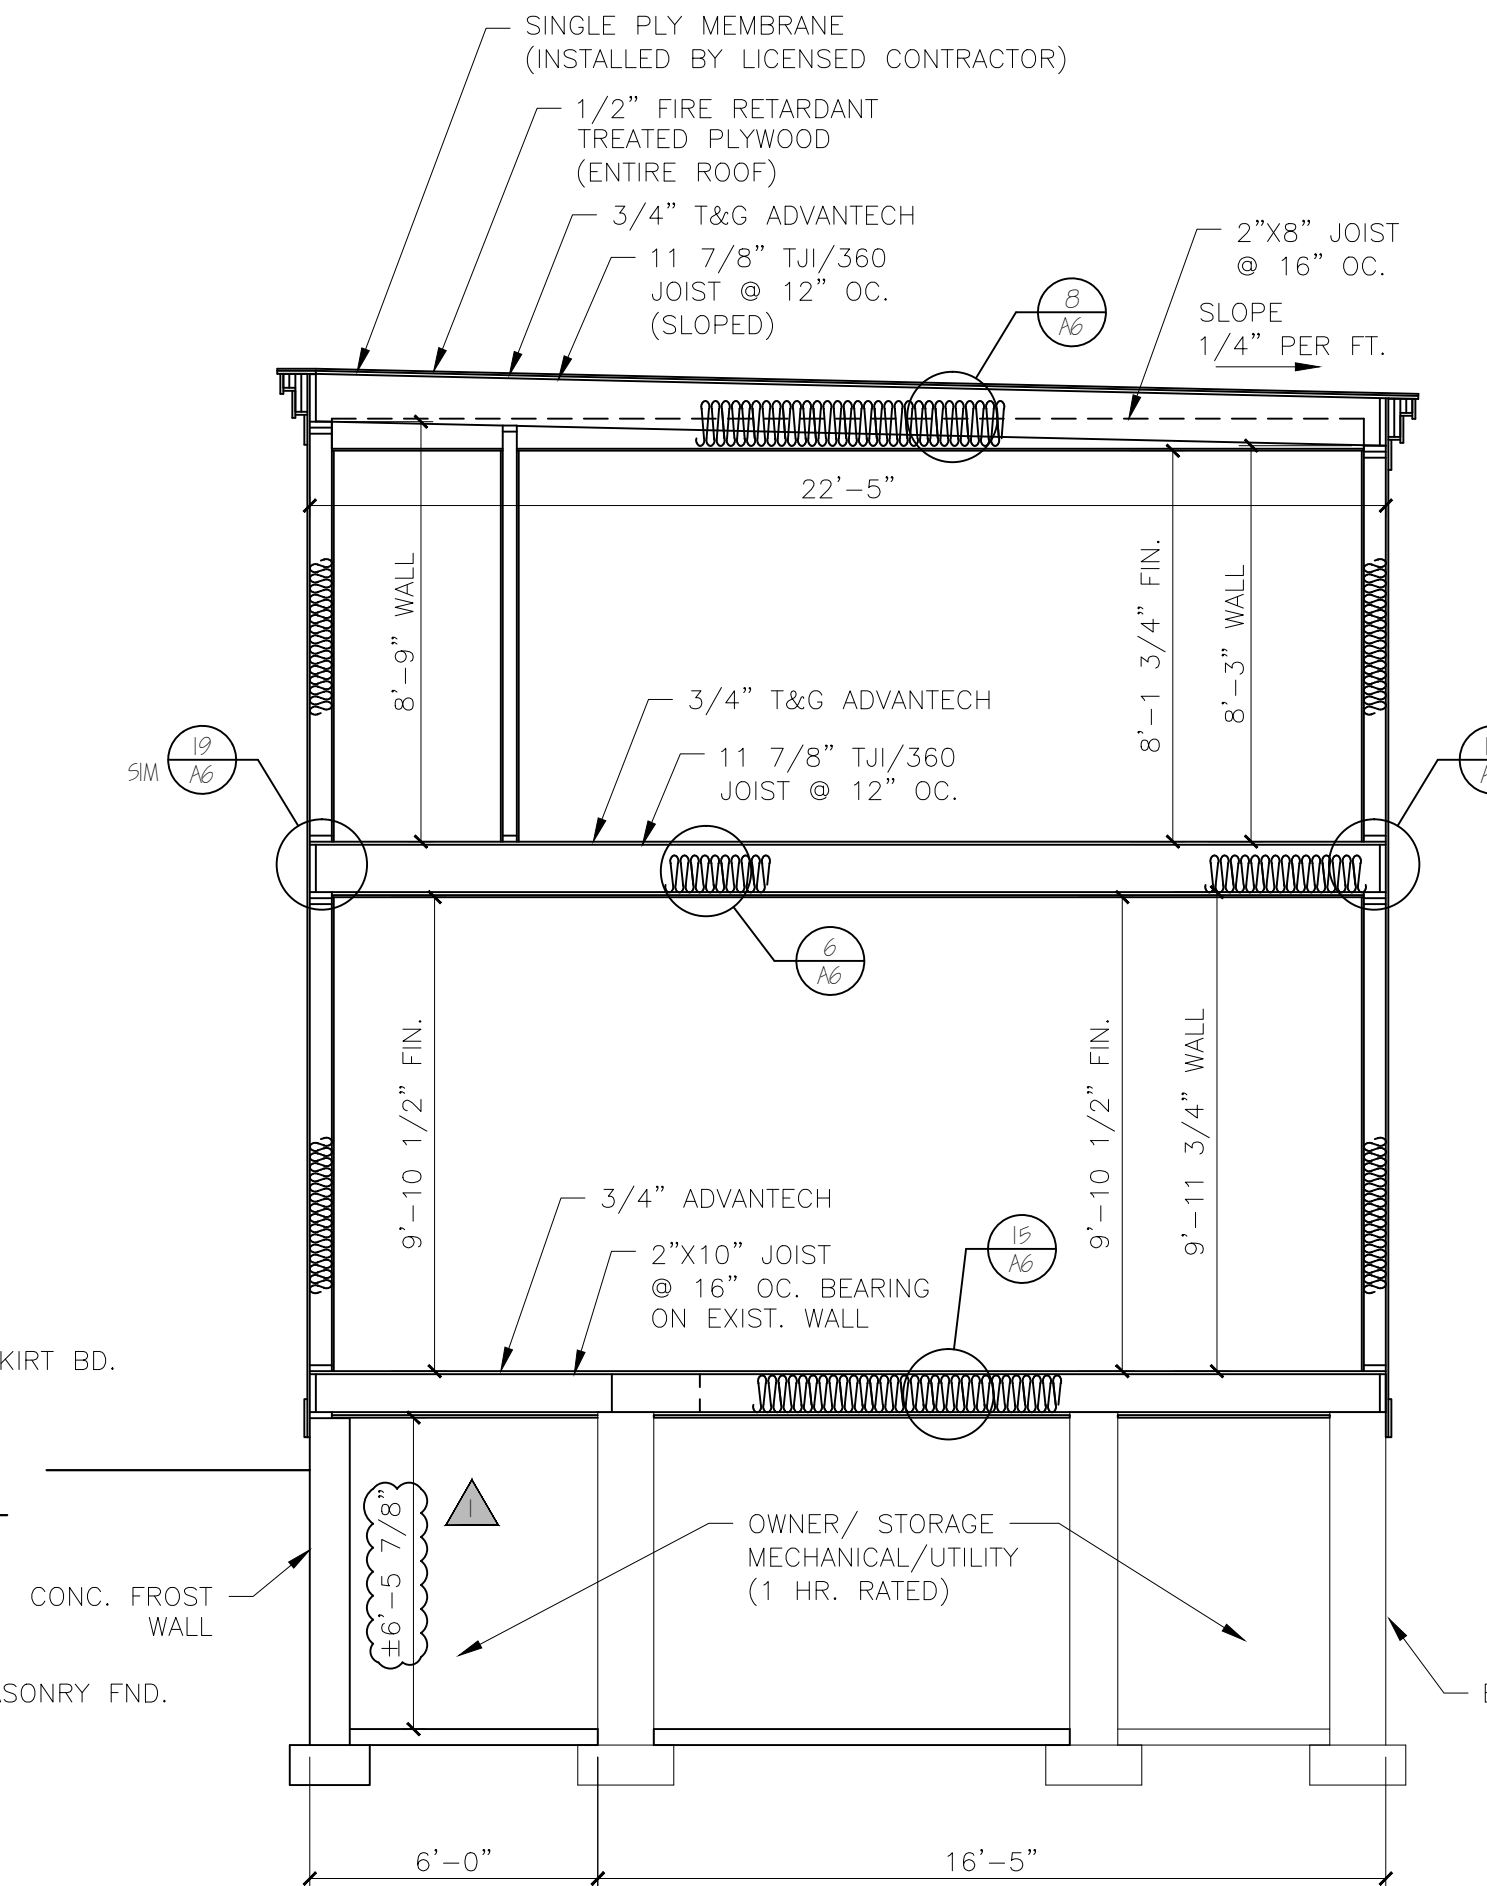 SINGLE PLY MEMBRANE
(INSTALLED BY LICENSED CONTRACTOR)
1/2” FIRE RETARDANT
TREATED PLYWOOD
(ENTIRE ROOF)
3/4” T&G ADVANTECH
11 7/8” TJI/360
JOIST @ 12” OC.
(SLOPED)
2”X8” JOIST
@ 16” OC.
SLOPE
1/4” PER FT.
8
A6
22’-5”
8’-9” WALL
8’-1 3/4” FIN.
8’-3” WALL
3/4” T&G ADVANTECH
11 7/8” TJI/360
JOIST @ 12” OC.
SIM
19
A6
6
A6
9’-10 1/2” FIN.
9’-10 1/2” FIN.
9’-11 3/4” WALL
3/4” ADVANTECH
2”X10” JOIST
@ 16” OC. BEARING
ON EXIST. WALL
15
A6
KIRT BD.
±6’-5 7/8”
1
OWNER/ STORAGE
MECHANICAL/UTILITY
(1 HR. RATED)
CONC. FROST
WALL
ASONRY FND.
6’-0”
16’-5”